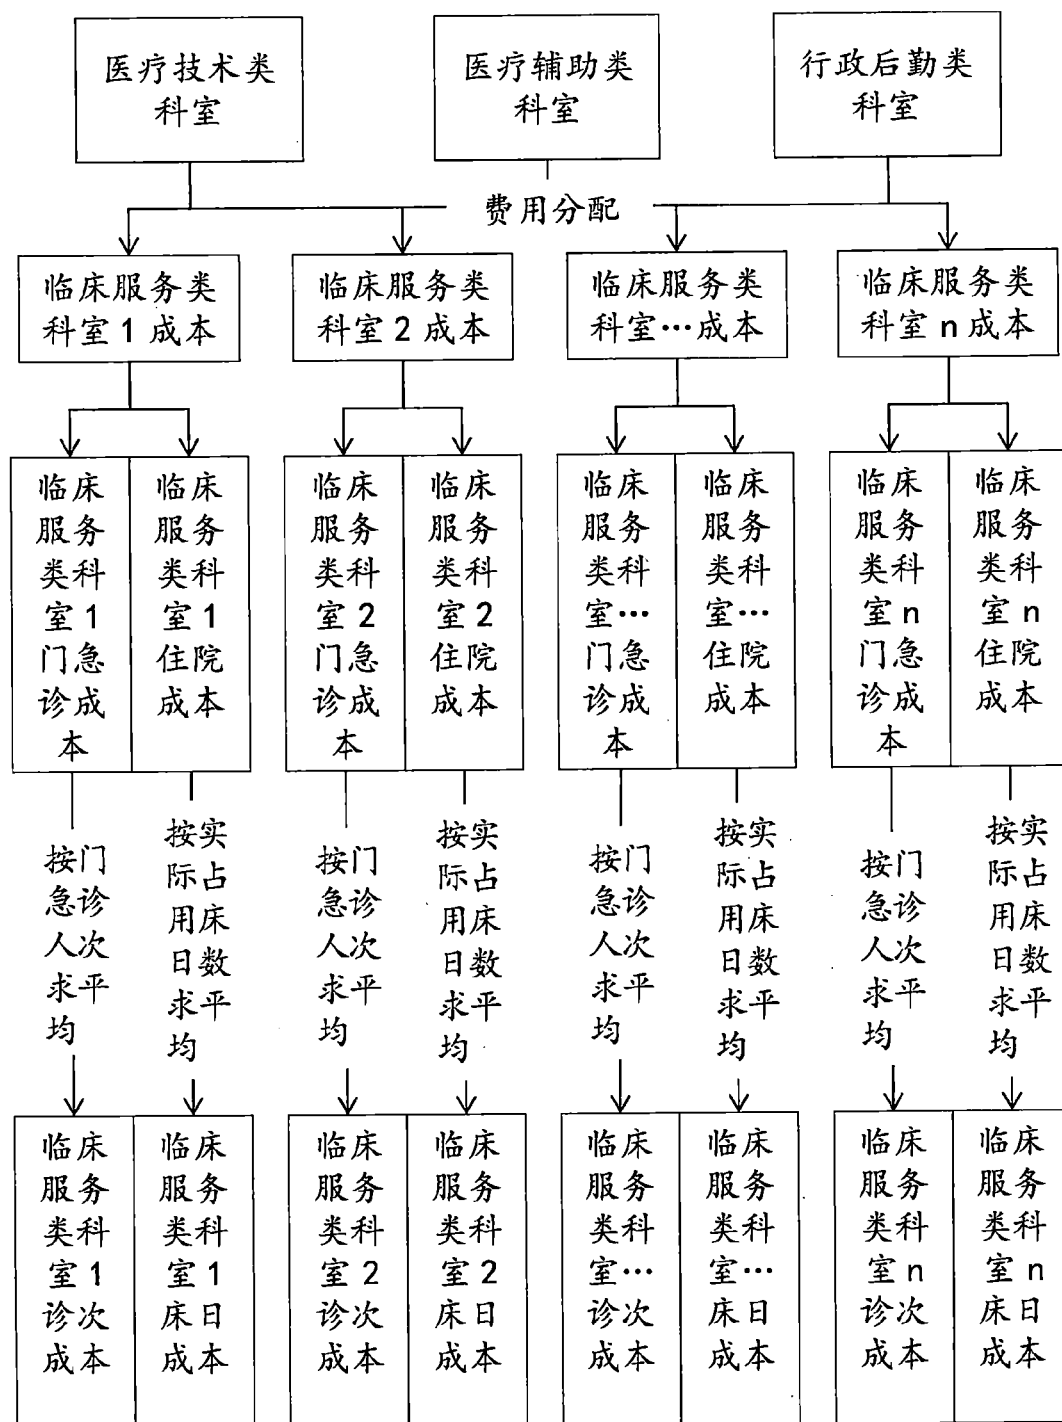 医疗技术类
科室
医疗辅助类
科室
行政后勤类
科室
费用分配
临床服务类
科室1成本
临床服务类
科室2成本
临床服务类
科室…成本
临床服务类
科室n成本
临床
服务
类科
室1
门急
诊成
本
临床
服务
类科
室1
住院
成本
临床
服务
类科
室2
门急
诊成
本
临床
服务
类科
室2
住院
成本
临床
服务
类科
室…
门急
诊成
本
临床
服务
类科
室…
住院
成本
临床
服务
类科
室n
门急
诊成
本
临床
服务
类科
室n
住院
成本
按门
急诊
人次
求平
均
按实
际占
用床
日数
求平
均
按门
急诊
人次
求平
均
按实
际占
用床
日数
求平
均
按门
急诊
人次
求平
均
按实
际占
用床
日数
求平
均
按门
急诊
人次
求平
均
按实
际占
用床
日数
求平
均
临床
服务
类科
室1
诊次
成本
临床
服务
类科
室1
床日
成本
临床
服务
类科
室2
诊次
成本
临床
服务
类科
室2
床日
成本
临床
服务
类科
室…
诊次
成本
临床
服务
类科
室…
床日
成本
临床
服务
类科
室n
诊次
成本
临床
服务
类科
室n
床日
成本